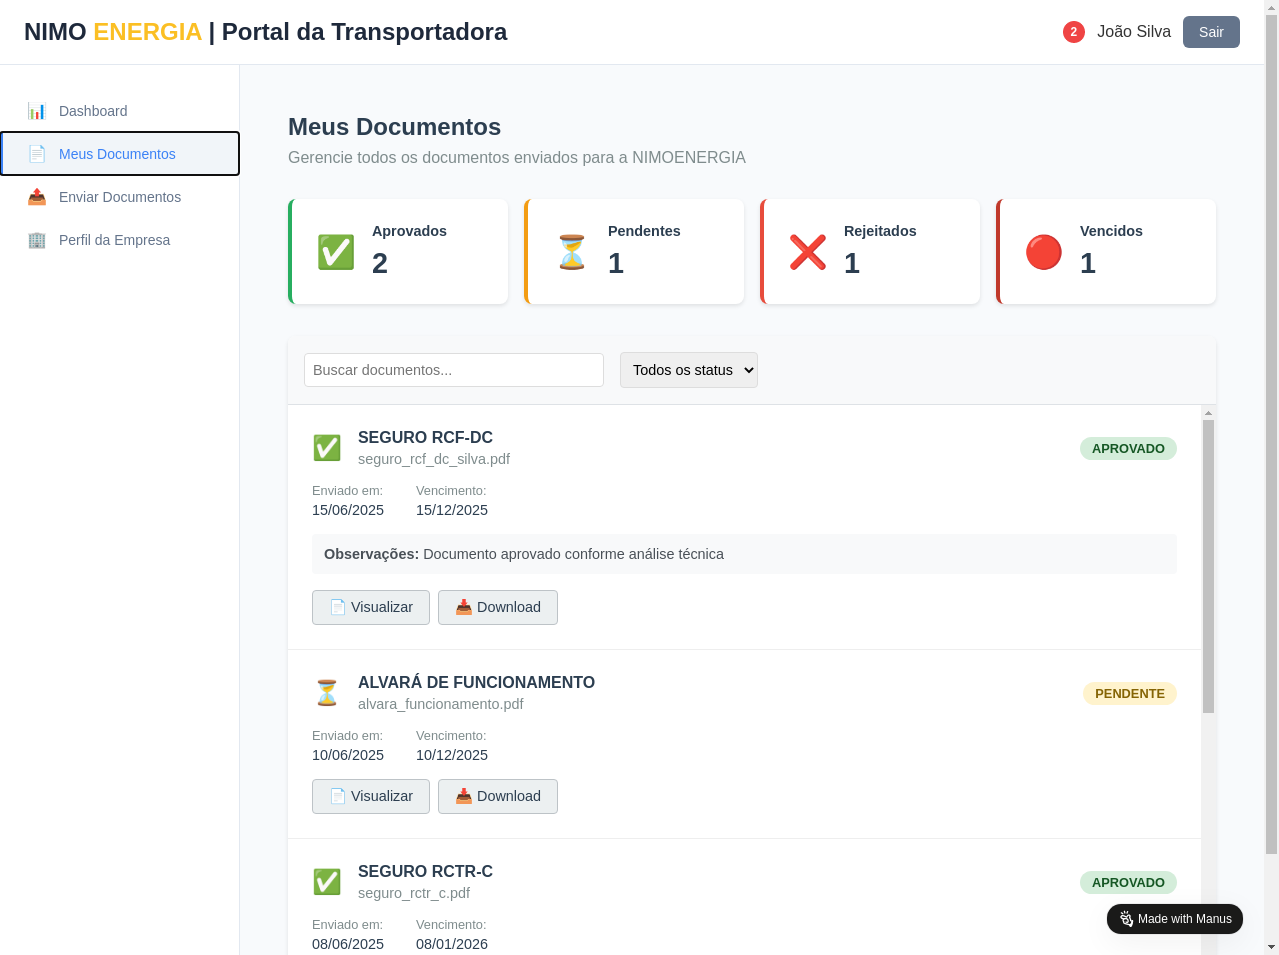 NIMO ENERGIA | Portal da Transportadora
2 João Silva Sair
Dashboard
Meus Documentos
Enviar Documentos
Perfil da Empresa
Meus Documentos
Gerencie todos os documentos enviados para a NIMOENERGIA
Aprovados
2
Pendentes
1
Rejeitados
1
Vencidos
1
Buscar documentos... Todos os status
SEGURO RCF-DC
seguro_rcf_dc_silva.pdf
APROVADO
Enviado em: Vencimento:
15/06/2025 15/12/2025
Observações: Documento aprovado conforme análise técnica
Visualizar Download
ALVARÁ DE FUNCIONAMENTO
alvara_funcionamento.pdf
PENDENTE
Enviado em: Vencimento:
10/06/2025 10/12/2025
Visualizar Download
SEGURO RCTR-C
seguro_rctr_c.pdf
APROVADO
Enviado em: Vencimento:
08/06/2025 08/01/2026
Made with Manus